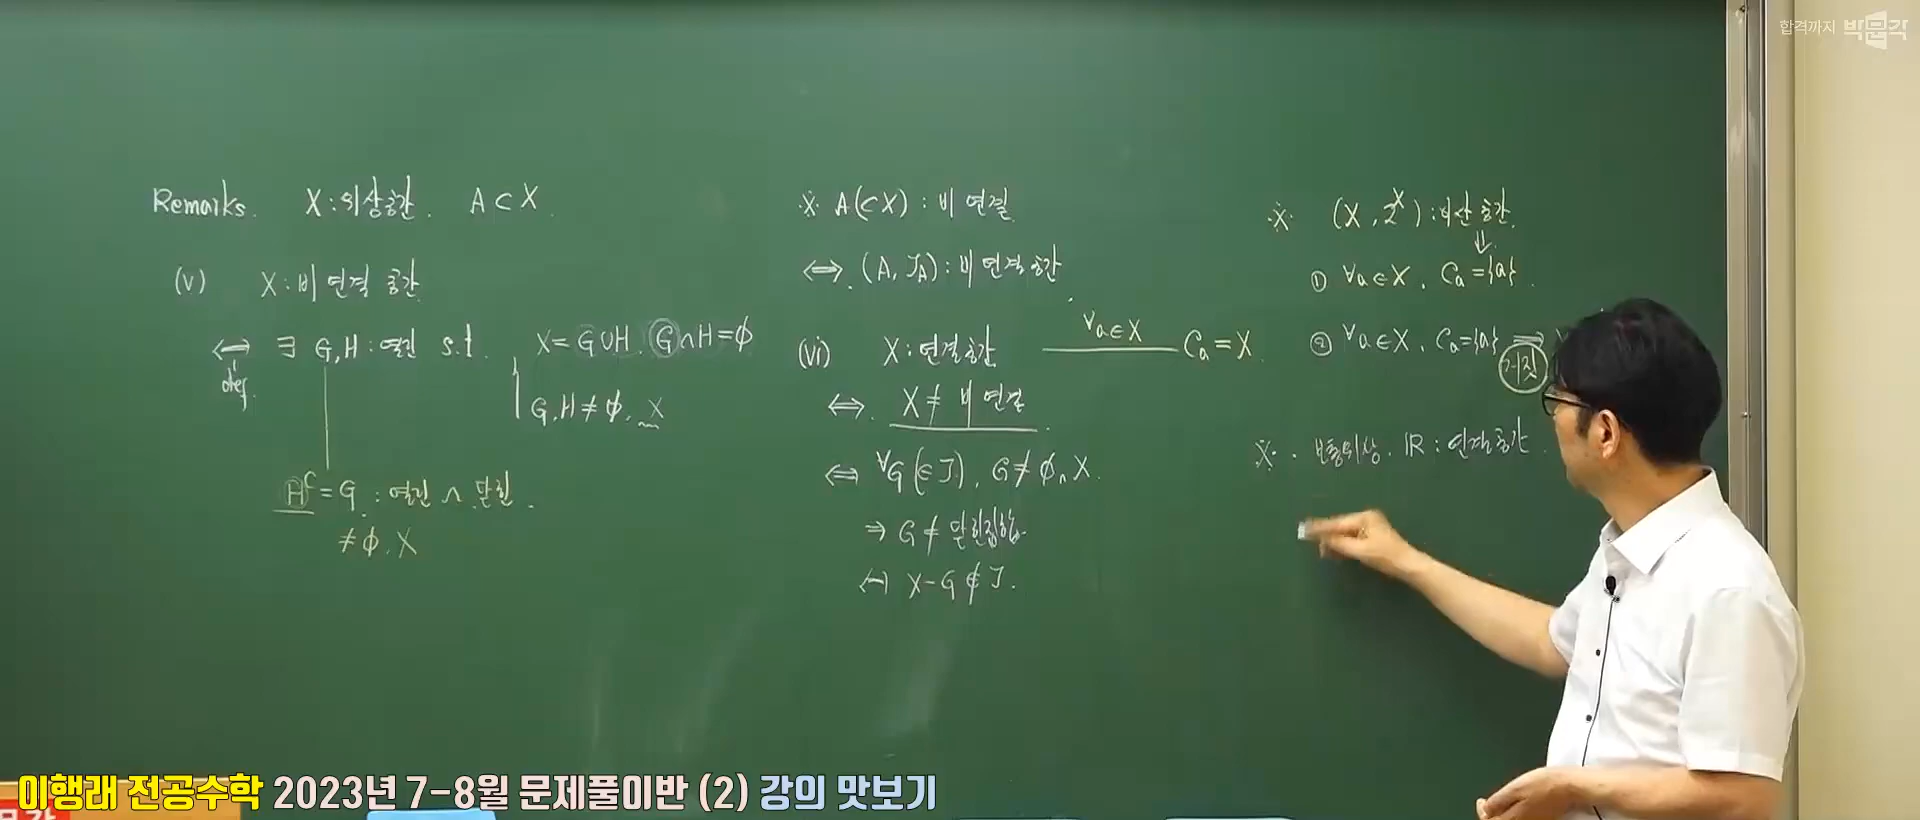 합격까지 박문각
Remarks. X : 위상공간. A ⊂ X.
(v) X : 비 연결 공간.
⟺ def. ∃ G, H : 열린 s.t. X = G ∪ H. G ∩ H = ∅
G, H ≠ ∅, X
H^c = G : 열린 ∧ 닫힌.
≠ ∅, X
※ A(⊂X) : 비 연결.
⟺. (A, J_A) : 비 연결 공간.
(vi) X : 연결공간 ∀a∈X C_a = X.
⟺. X ≠ 비 연결.
⟺ ∀G(∈J), G ≠ ∅, X.
⇒ G ≠ 닫힌집합.
⟷ X - G ∉ J.
※ (X, 2^X) : 이산 공간.
⇓
① ∀a∈X. C_a = {a}.
② ∀a∈X. C_a = {a} ⟹
거짓
※ · 보통위상. ℝ : 연결공간.
이행래 전공수학 2023년 7-8월 문제풀이반 (2) 강의 맛보기